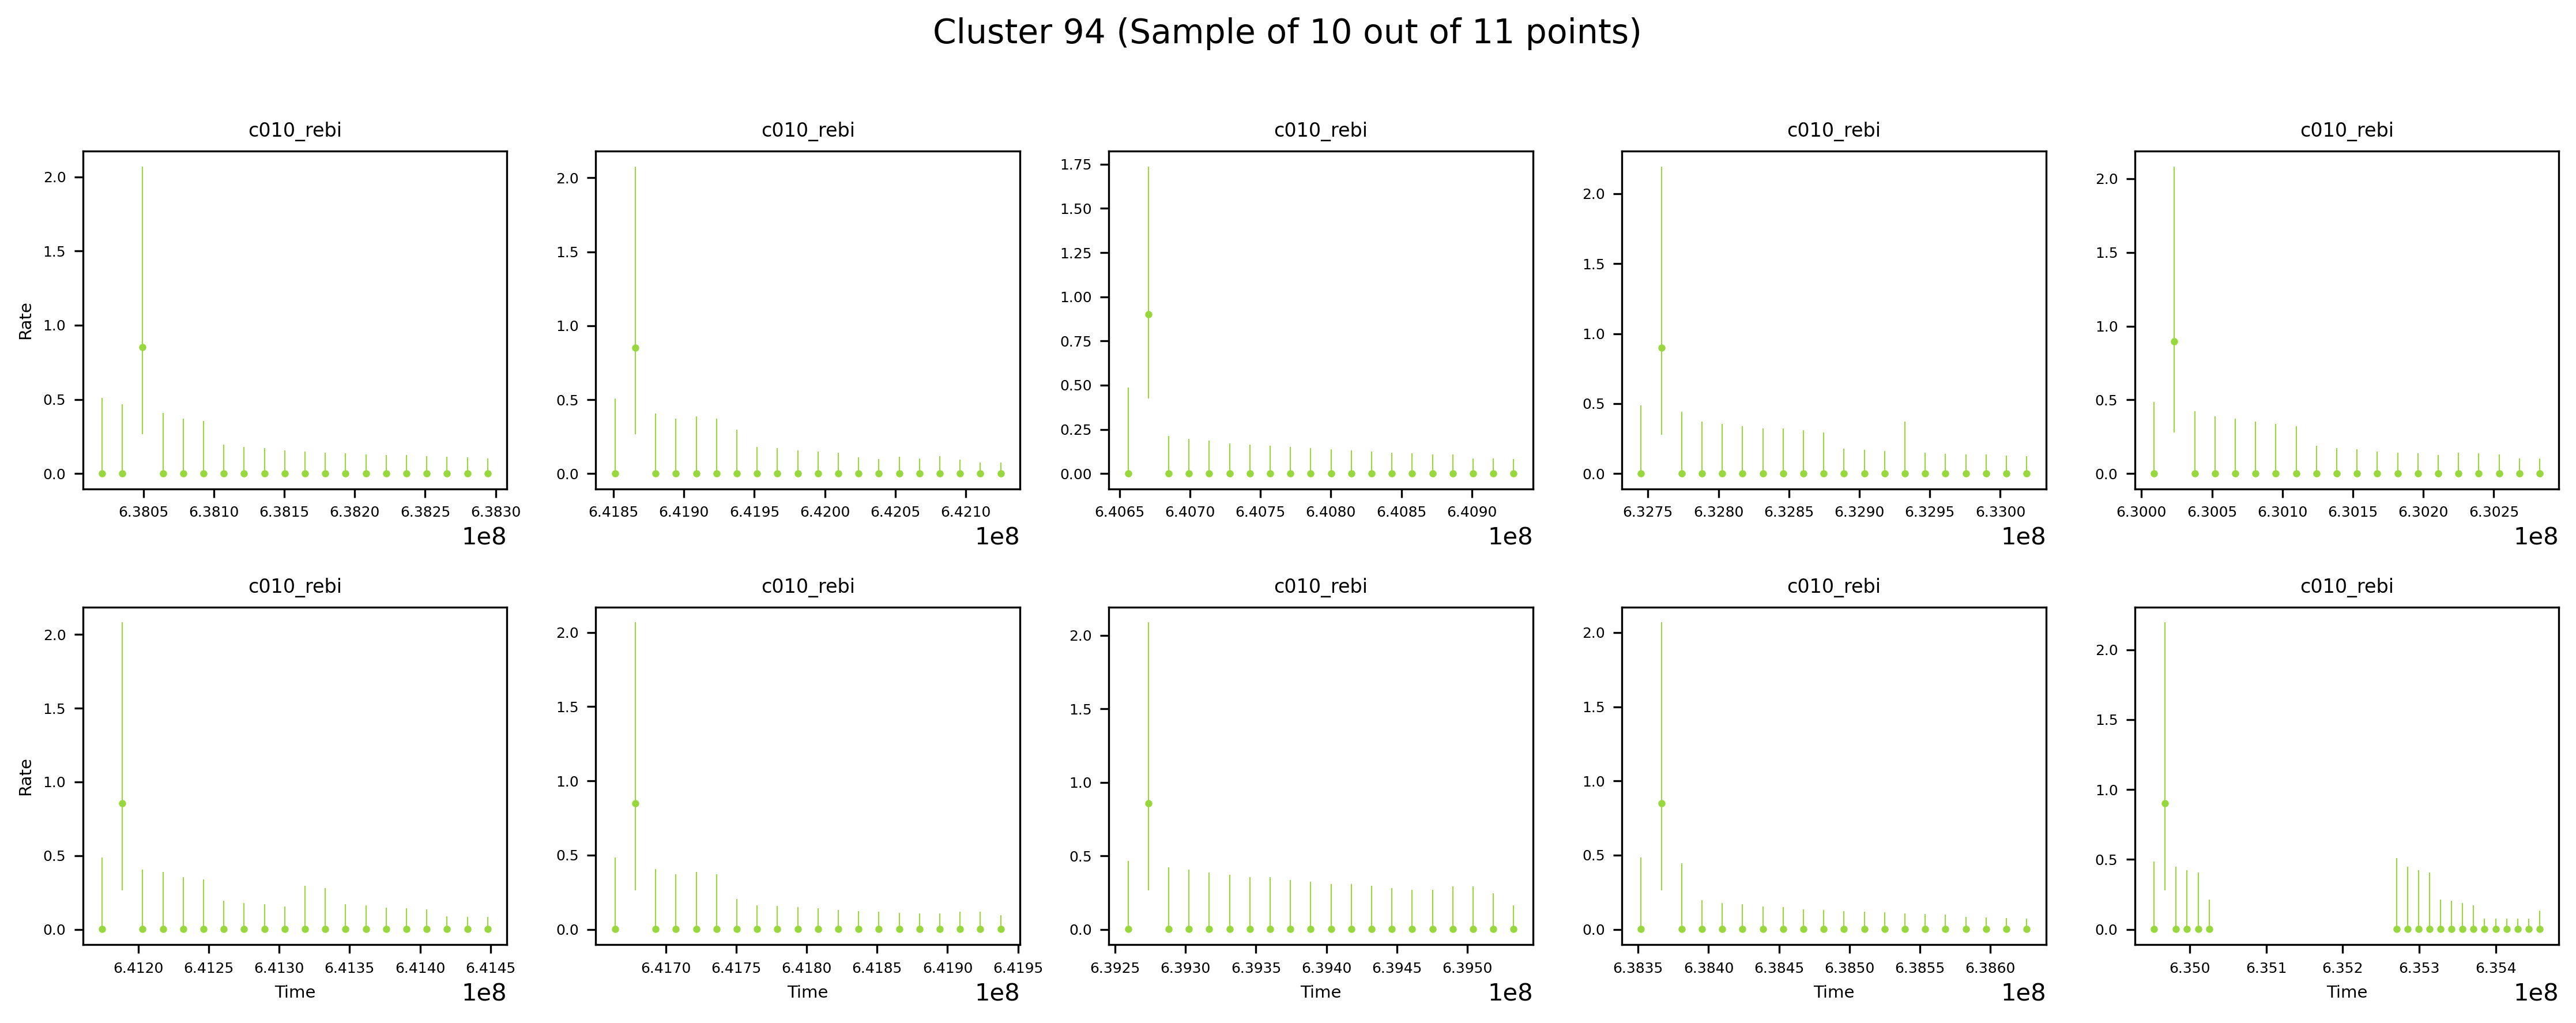 Cluster 94 (Sample of 10 out of 11 points)
c010_rebi c010_rebi c010_rebi c010_rebi c010_rebi
Rate
2.0 1.5 1.0 0.5 0.0
6.3805 6.3810 6.3815 6.3820 6.3825 6.3830
1e8
2.0 1.5 1.0 0.5 0.0
6.4185 6.4190 6.4195 6.4200 6.4205 6.4210
1e8
1.75 1.50 1.25 1.00 0.75 0.50 0.25 0.00
6.4065 6.4070 6.4075 6.4080 6.4085 6.4090
1e8
2.0 1.5 1.0 0.5 0.0
6.3275 6.3280 6.3285 6.3290 6.3295 6.3300
1e8
2.0 1.5 1.0 0.5 0.0
6.3000 6.3005 6.3010 6.3015 6.3020 6.3025
1e8
c010_rebi c010_rebi c010_rebi c010_rebi c010_rebi
Rate
2.0 1.5 1.0 0.5 0.0
6.4120 6.4125 6.4130 6.4135 6.4140 6.4145
Time 1e8
2.0 1.5 1.0 0.5 0.0
6.4170 6.4175 6.4180 6.4185 6.4190 6.4195
Time 1e8
2.0 1.5 1.0 0.5 0.0
6.3925 6.3930 6.3935 6.3940 6.3945 6.3950
Time 1e8
2.0 1.5 1.0 0.5 0.0
6.3835 6.3840 6.3845 6.3850 6.3855 6.3860
Time 1e8
2.0 1.5 1.0 0.5 0.0
6.350 6.351 6.352 6.353 6.354
Time 1e8